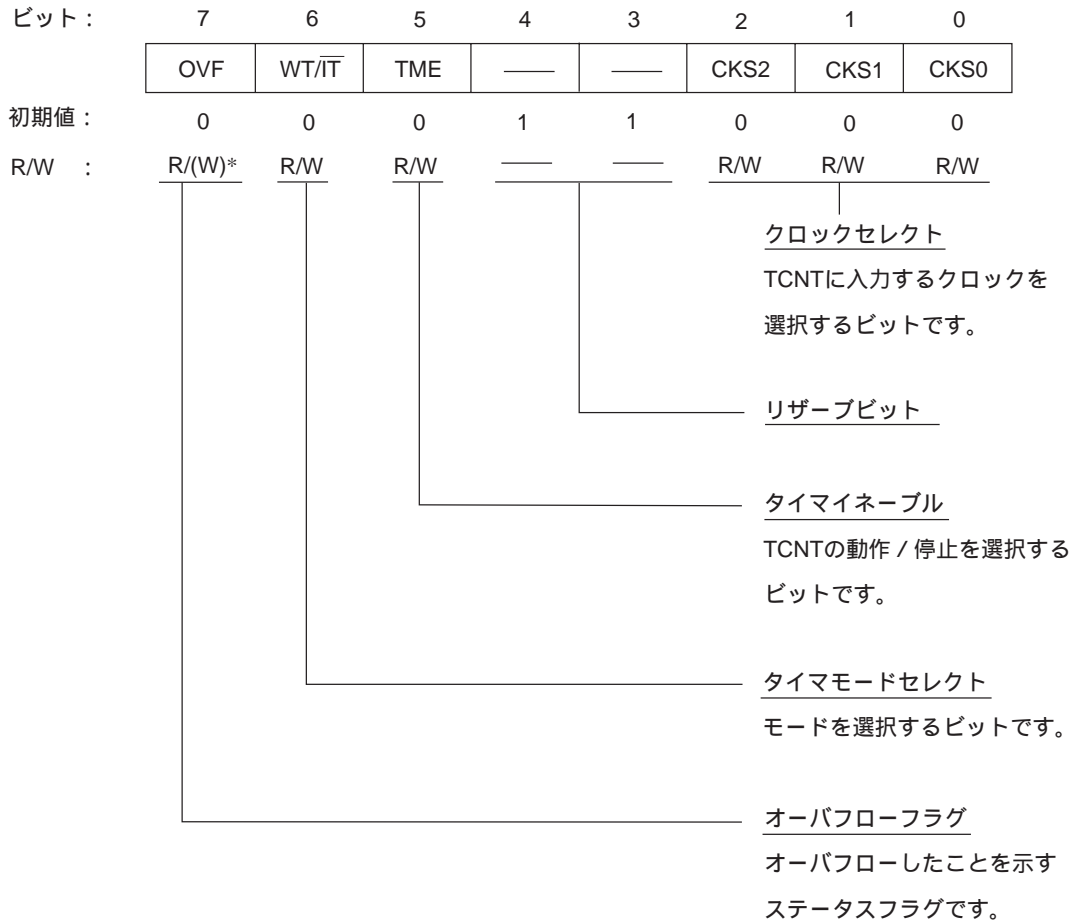 ビット： 7 6 5 4 3 2 1 0
OVF WT/I̅T̅ TME — — CKS2 CKS1 CKS0
初期値： 0 0 0 1 1 0 0 0
R/W ： R/(W)* R/W R/W — — R/W R/W R/W
クロックセレクト
TCNTに入力するクロックを
選択するビットです。
リザーブビット
タイマイネーブル
TCNTの動作 / 停止を選択する
ビットです。
タイマモードセレクト
モードを選択するビットです。
オーバフローフラグ
オーバフローしたことを示す
ステータスフラグです。